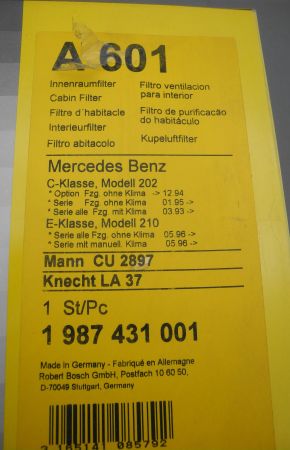 A 601
Innenraumfilter
Cabin Filter
Filtre d'habitacle
Interieurfilter
Filtro abitacolo
Filtro ventilacion
para interior
Filtro de purificação
do habitáculo
Kupeluftfilter
Mercedes Benz
C-Klasse, Modell 202
* Option Fzg. ohne Klima -> 12.94
* Serie Fzg. ohne Klima 01.95 ->
* Serie alle Fzg. mit Klima 03.93 ->
E-Klasse, Modell 210
* Serie alle Fzg. ohne Klima 05.96 ->
* Serie mit manuell. Klima 05.96 ->
Mann CU 2897
Knecht LA 37
1 St/Pc
1 987 431 001
Made in Germany - Fabriqué en Allemagne
Robert Bosch GmbH, Postfach 10 60 50.
D-70049 Stuttgart, Germany
3 165141 085792